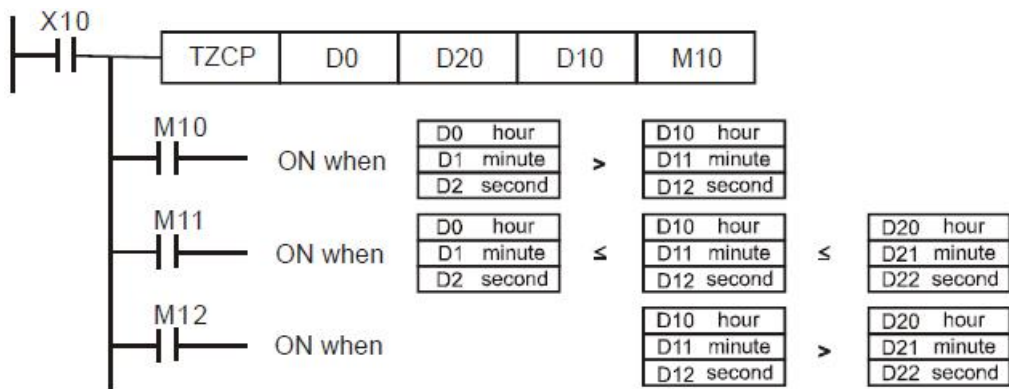 X10
TZCP D0 D20 D10 M10
M10
ON when
D0 hour
D1 minute
D2 second
>
D10 hour
D11 minute
D12 second
M11
ON when
D0 hour
D1 minute
D2 second
≤
D10 hour
D11 minute
D12 second
≤
D20 hour
D21 minute
D22 second
M12
ON when
D10 hour
D11 minute
D12 second
>
D20 hour
D21 minute
D22 second